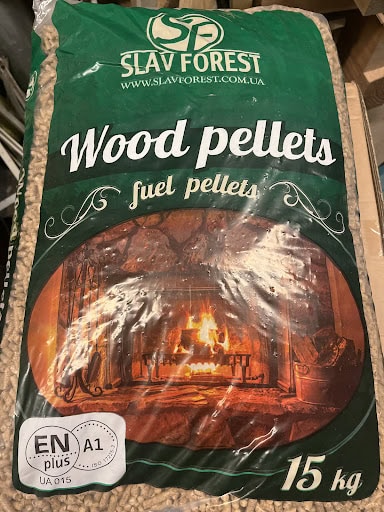 SF
SLAV FOREST
WWW.SLAVFOREST.COM.UA
Wood pellets
fuel pellets
EN
plus
A1
UA 015
15 kg